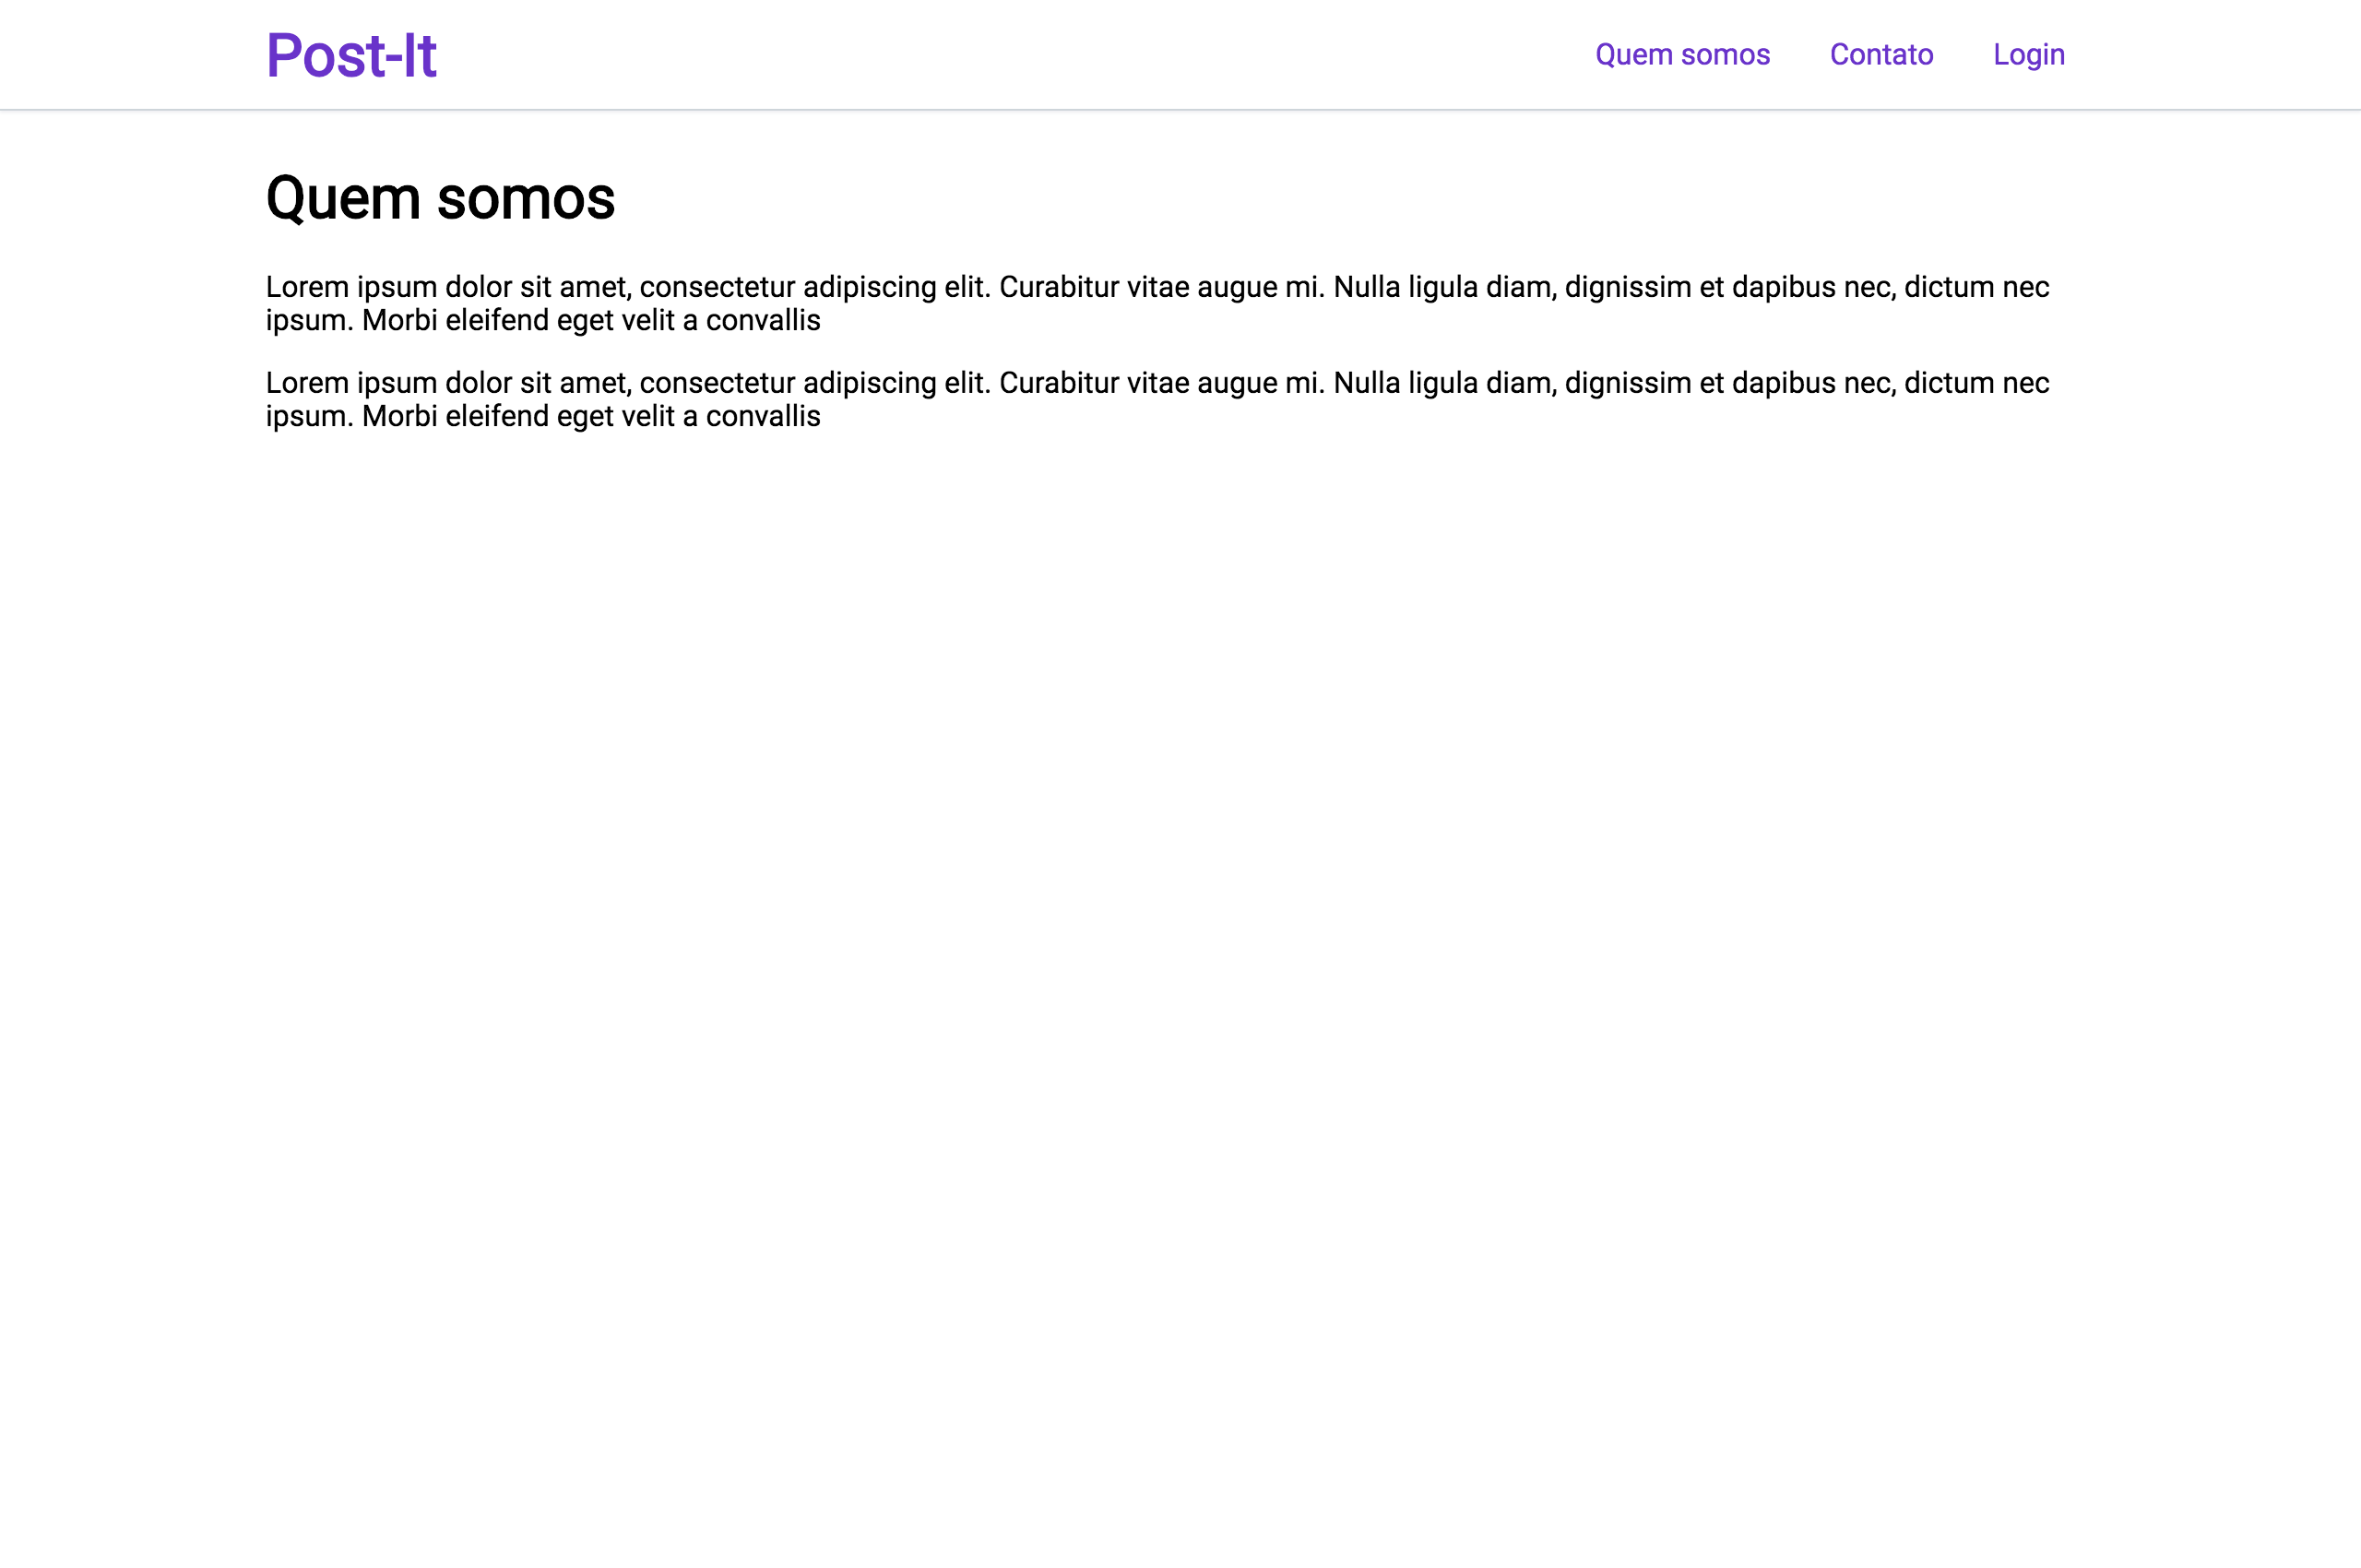 Post-It
Quem somos
Contato
Login
Quem somos
Lorem ipsum dolor sit amet, consectetur adipiscing elit. Curabitur vitae augue mi. Nulla ligula diam, dignissim et dapibus nec, dictum nec
ipsum. Morbi eleifend eget velit a convallis
Lorem ipsum dolor sit amet, consectetur adipiscing elit. Curabitur vitae augue mi. Nulla ligula diam, dignissim et dapibus nec, dictum nec
ipsum. Morbi eleifend eget velit a convallis